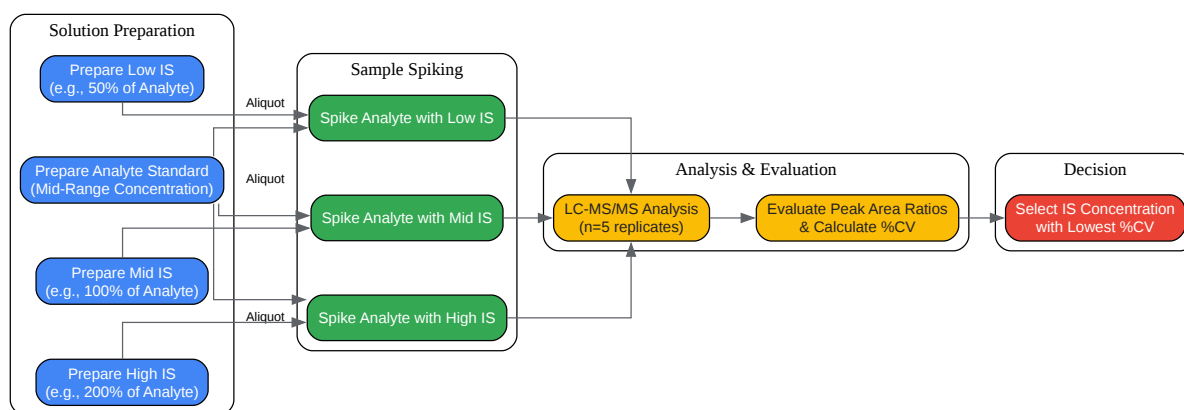 Solution Preparation
Prepare Low IS
(e.g., 50% of Analyte)
Prepare Analyte Standard
(Mid-Range Concentration)
Prepare Mid IS
(e.g., 100% of Analyte)
Prepare High IS
(e.g., 200% of Analyte)
Aliquot
Aliquot
Aliquot
Sample Spiking
Spike Analyte with Low IS
Spike Analyte with Mid IS
Spike Analyte with High IS
Analysis & Evaluation
LC-MS/MS Analysis
(n=5 replicates)
Evaluate Peak Area Ratios
& Calculate %CV
Decision
Select IS Concentration
with Lowest %CV